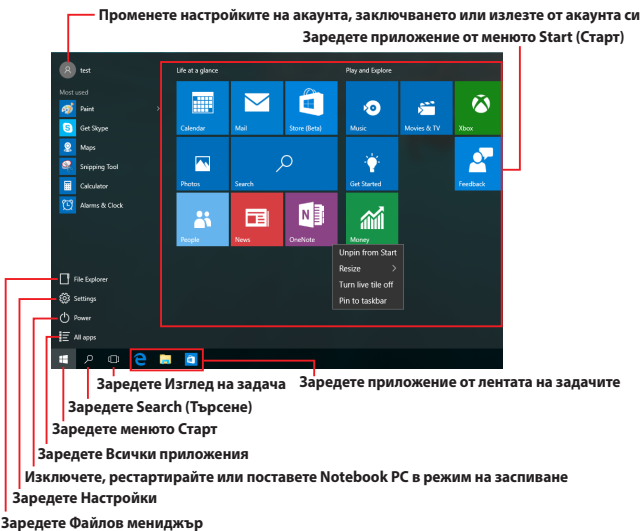 Променете настройките на акаунта, заключването или излезте от акаунта си
Заредете приложение от менюто Start (Старт)
test
Life at a glance
Play and Explore
Most used
Paint
Get Skype
Maps
Snipping Tool
Calculator
Alarms & Clock
Calendar
Mail
Store (Beta)
Music
Movies & TV
Xbox
Photos
Search
Get Started
Feedback
People
News
OneNote
Money
Unpin from Start
Resize
Turn live tile off
Pin to taskbar
File Explorer
Settings
Power
All apps
Заредете Изглед на задача
Заредете приложение от лентата на задачите
Заредете Search (Търсене)
Заредете менюто Старт
Заредете Всички приложения
Изключете, рестартирайте или поставете Notebook PC в режим на заспиване
Заредете Настройки
Заредете Файлов мениджър